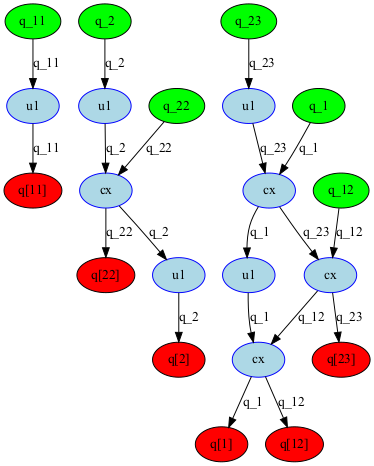 q_11 q_2 q_23
q_11 q_2 q_23
u1 u1 q_22 u1 q_1
q_11 q_2 q_22 q_23 q_1
q[11] cx cx q_12
q_22 q_2 q_1 q_23 q_12
q[22] u1 u1 cx
q_2 q_1 q_12 q_23
q[2] cx q[23]
q_1 q_12
q[1] q[12]